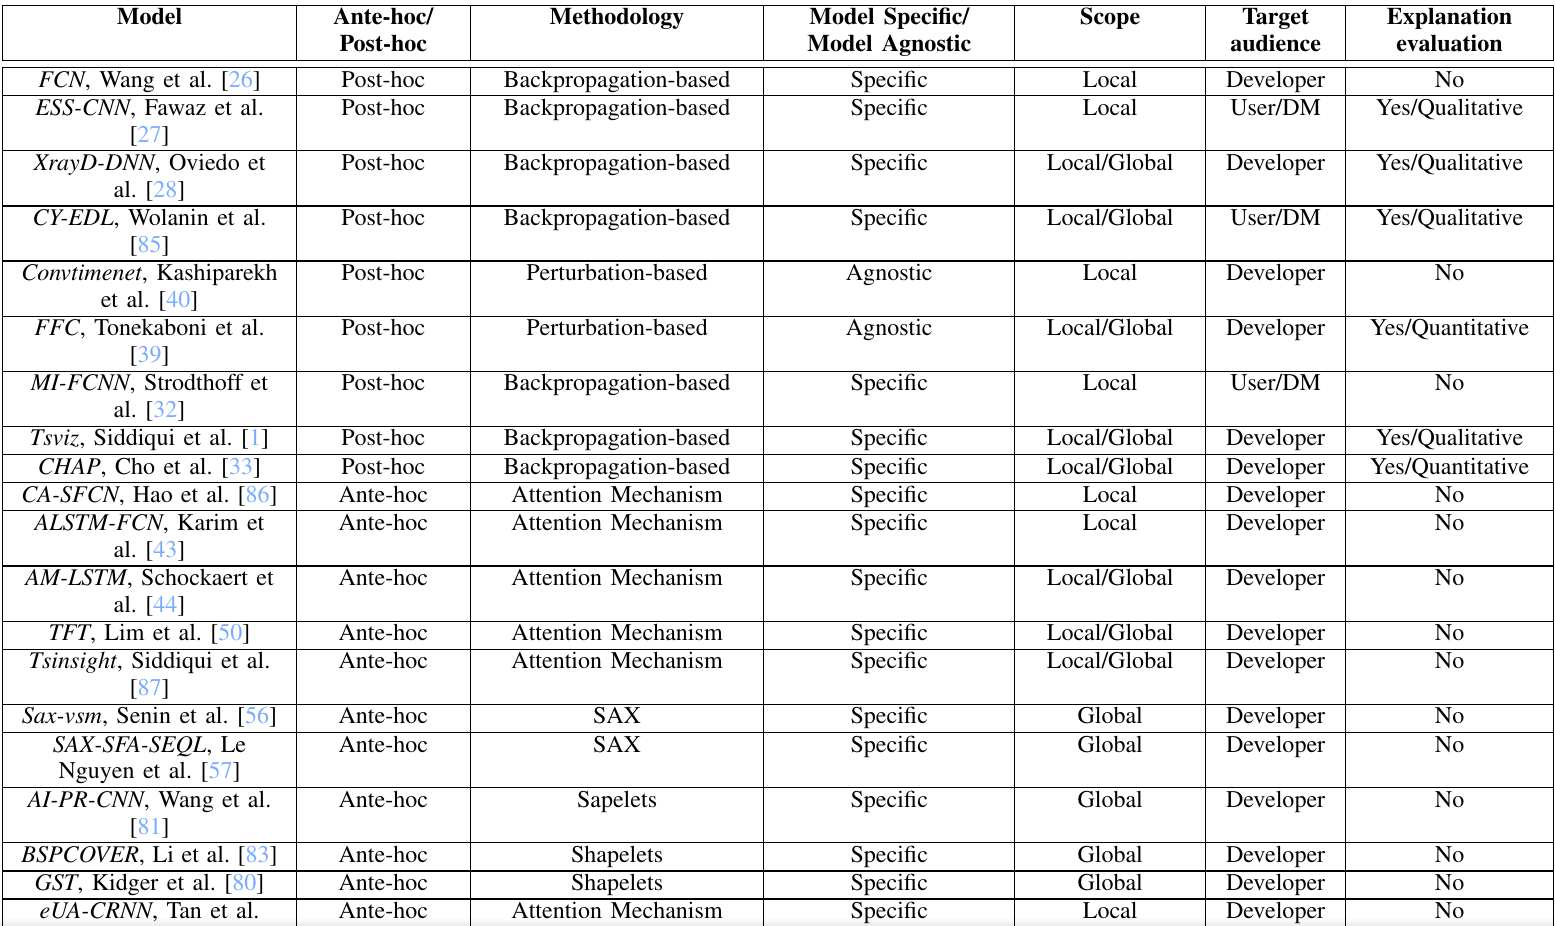 Model Ante-hoc/ Methodology Model Specific/ Scope Target Explanation
Post-hoc Model Agnostic audience evaluation
FCN, Wang et al. [26] Post-hoc Backpropagation-based Specific Local Developer No
ESS-CNN, Fawaz et al. Post-hoc Backpropagation-based Specific Local User/DM Yes/Qualitative
[27]
XrayD-DNN, Oviedo et Post-hoc Backpropagation-based Specific Local/Global Developer Yes/Qualitative
al. [28]
CY-EDL, Wolanin et al. Post-hoc Backpropagation-based Specific Local/Global User/DM Yes/Qualitative
[85]
Convtimenet, Kashiparekh Post-hoc Perturbation-based Agnostic Local Developer No
et al. [40]
FFC, Tonekaboni et al. Post-hoc Perturbation-based Agnostic Local/Global Developer Yes/Quantitative
[39]
MI-FCNN, Strodthoff et Post-hoc Backpropagation-based Specific Local User/DM No
al. [32]
Tsviz, Siddiqui et al. [1] Post-hoc Backpropagation-based Specific Local/Global Developer Yes/Qualitative
CHAP, Cho et al. [33] Post-hoc Backpropagation-based Specific Local/Global Developer Yes/Quantitative
CA-SFCN, Hao et al. [86] Ante-hoc Attention Mechanism Specific Local Developer No
ALSTM-FCN, Karim et Ante-hoc Attention Mechanism Specific Local Developer No
al. [43]
AM-LSTM, Schockaert et Ante-hoc Attention Mechanism Specific Local/Global Developer No
al. [44]
TFT, Lim et al. [50] Ante-hoc Attention Mechanism Specific Local/Global Developer No
Tsinsight, Siddiqui et al. Ante-hoc Attention Mechanism Specific Local/Global Developer No
[87]
Sax-vsm, Senin et al. [56] Ante-hoc SAX Specific Global Developer No
SAX-SFA-SEQL, Le Ante-hoc SAX Specific Global Developer No
Nguyen et al. [57]
AI-PR-CNN, Wang et al. Ante-hoc Sapelets Specific Global Developer No
[81]
BSPCOVER, Li et al. [83] Ante-hoc Shapelets Specific Global Developer No
GST, Kidger et al. [80] Ante-hoc Shapelets Specific Global Developer No
eUA-CRNN, Tan et al. Ante-hoc Attention Mechanism Specific Local Developer No